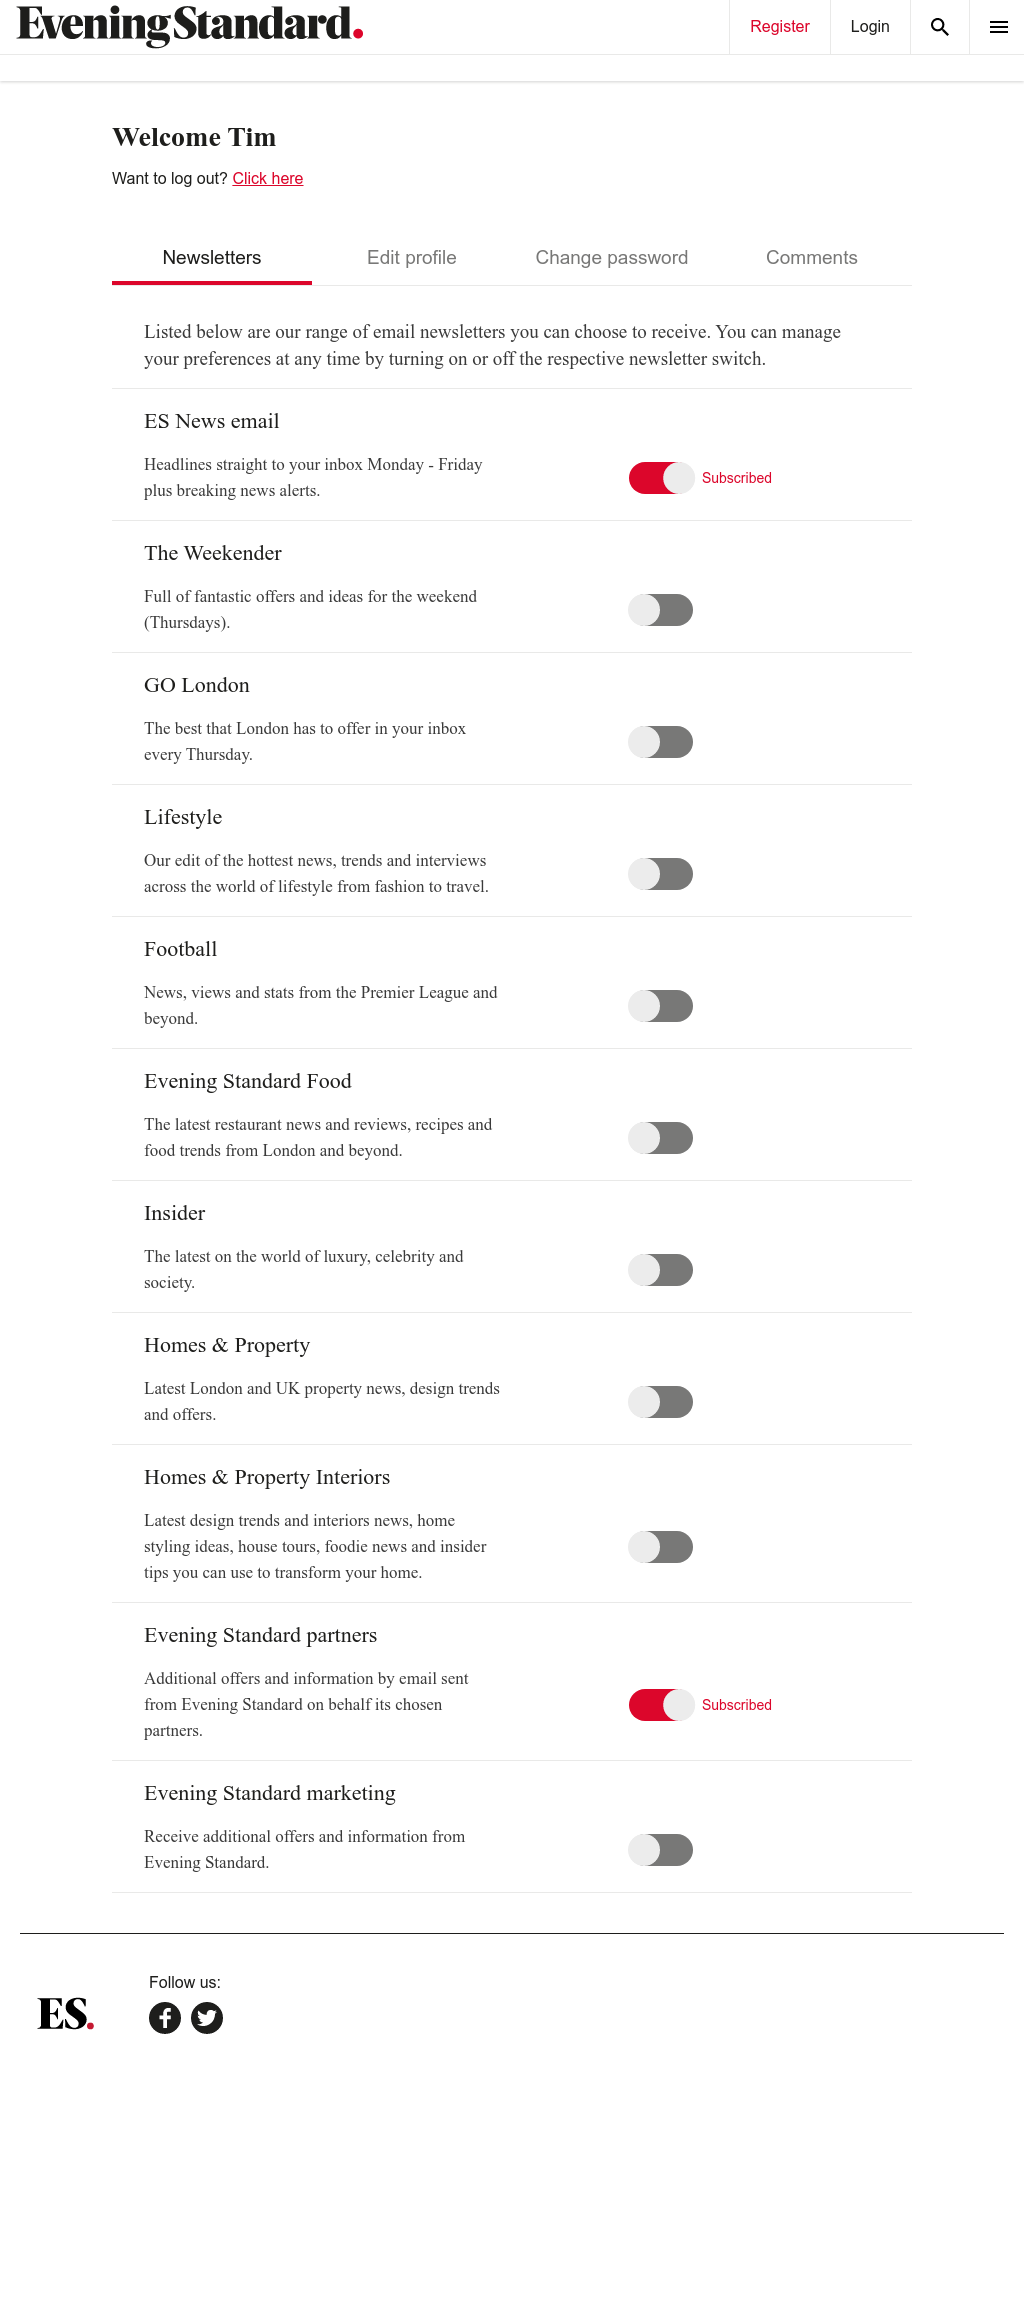 Evening Standard.
Register
Login
Welcome Tim
Want to log out? Click here
Newsletters
Edit profile
Change password
Comments
Listed below are our range of email newsletters you can choose to receive. You can manage
your preferences at any time by turning on or off the respective newsletter switch.
ES News email
Headlines straight to your inbox Monday - Friday
plus breaking news alerts.
Subscribed
The Weekender
Full of fantastic offers and ideas for the weekend
(Thursdays).
GO London
The best that London has to offer in your inbox
every Thursday.
Lifestyle
Our edit of the hottest news, trends and interviews
across the world of lifestyle from fashion to travel.
Football
News, views and stats from the Premier League and
beyond.
Evening Standard Food
The latest restaurant news and reviews, recipes and
food trends from London and beyond.
Insider
The latest on the world of luxury, celebrity and
society.
Homes & Property
Latest London and UK property news, design trends
and offers.
Homes & Property Interiors
Latest design trends and interiors news, home
styling ideas, house tours, foodie news and insider
tips you can use to transform your home.
Evening Standard partners
Additional offers and information by email sent
from Evening Standard on behalf its chosen
partners.
Subscribed
Evening Standard marketing
Receive additional offers and information from
Evening Standard.
Follow us:
ES.